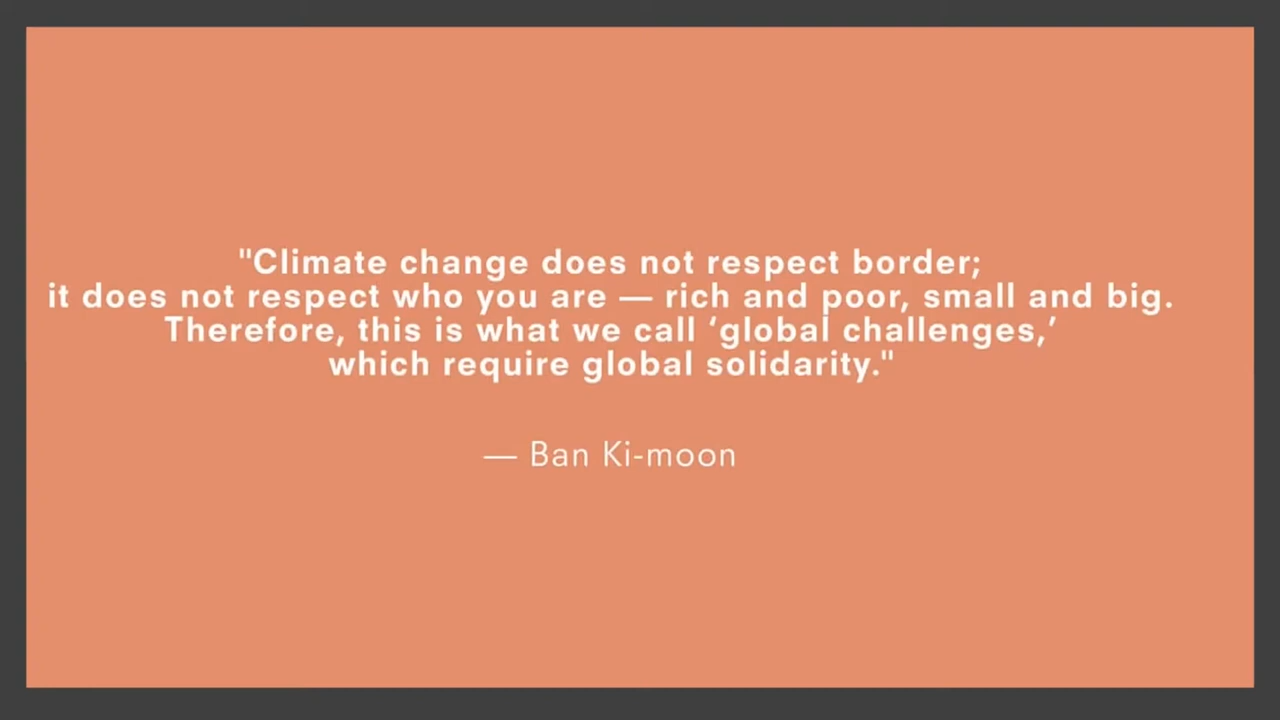 "Climate change does not respect border;
it does not respect who you are — rich and poor, small and big.
Therefore, this is what we call ‘global challenges,’
which require global solidarity."
— Ban Ki-moon